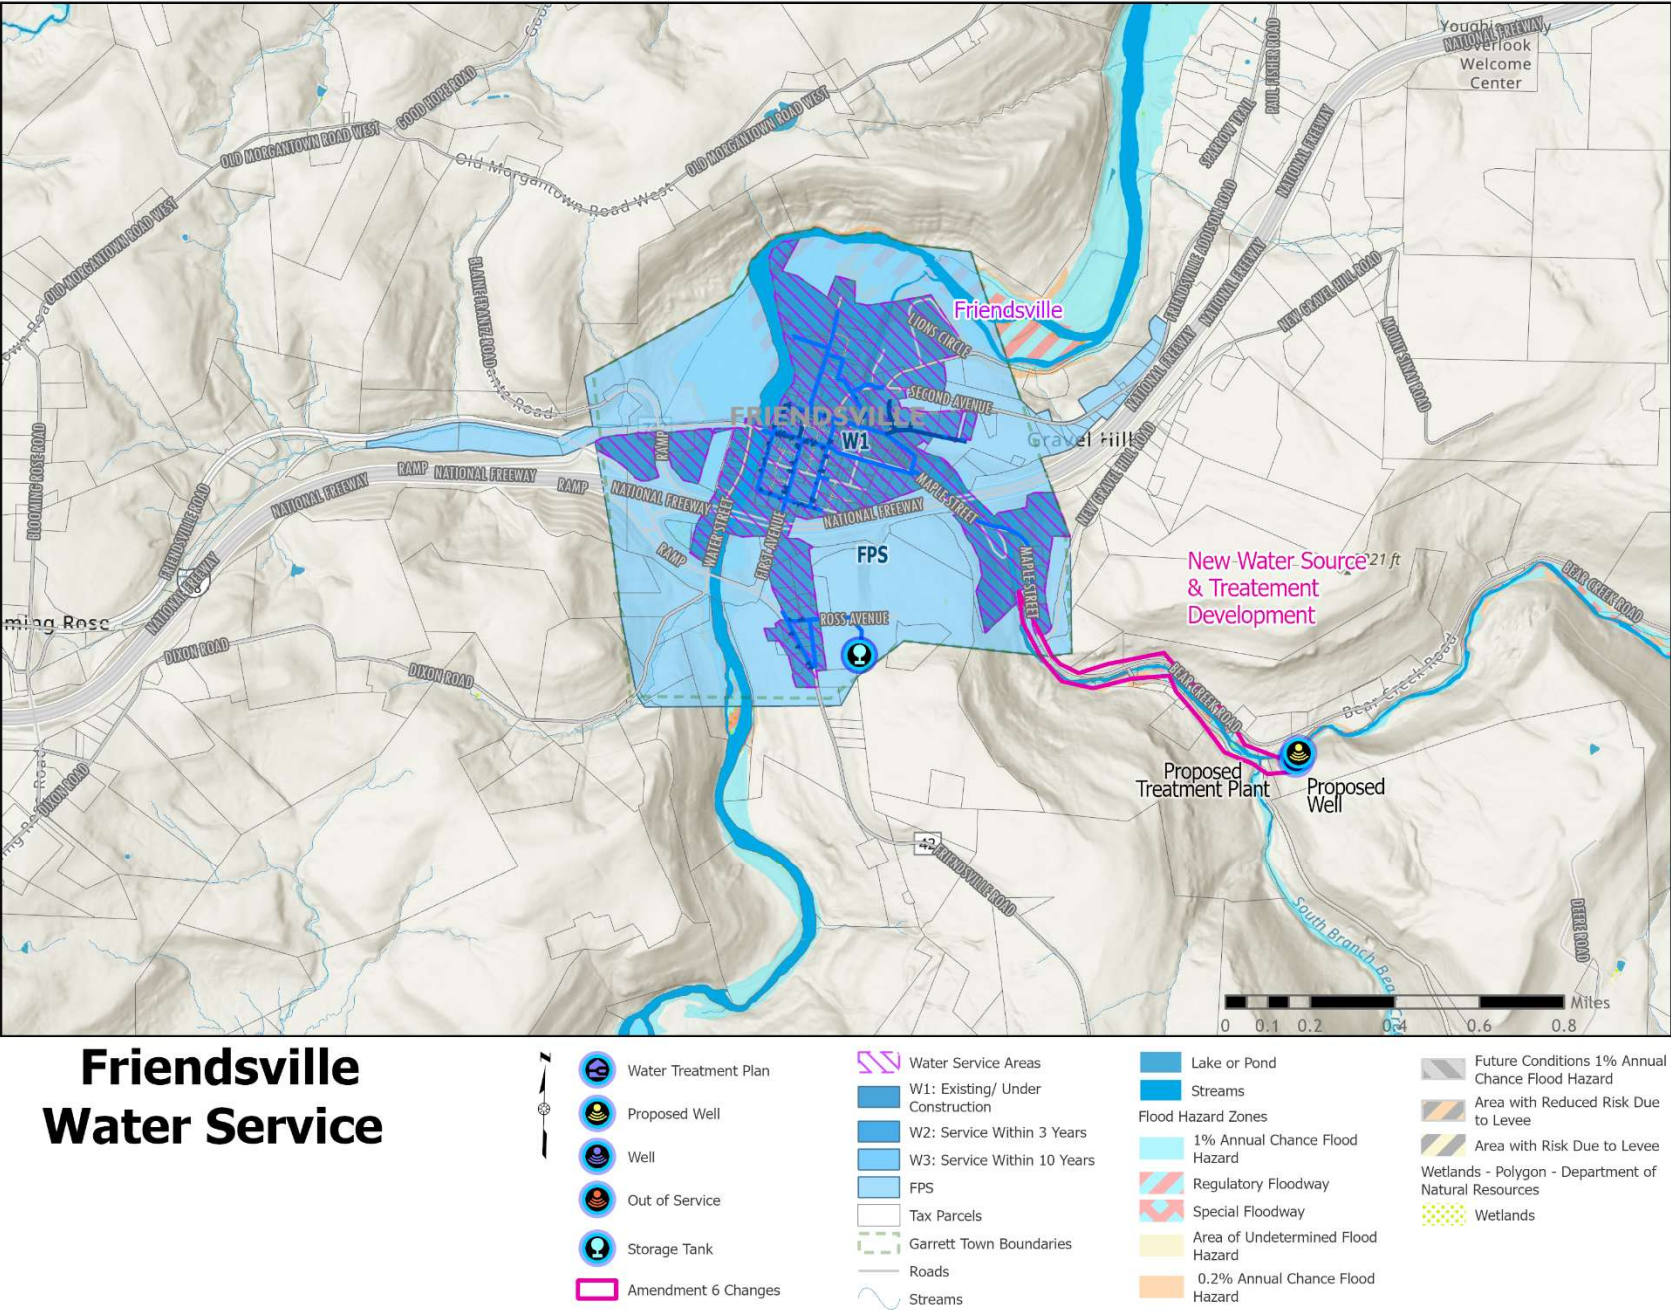 Youghiogheny
Overlook
Welcome
Center
NATIONAL FREEWAY
PAUL FISHER ROAD
GOOD HOPE ROAD
OLD MORGANTOWN ROAD WEST
OLD MORGANTOWN ROAD WEST
SPARROW TRAIL
NATIONAL FREEWAY
Old Morgantown Road West
OLD MORGANTOWN ROAD WEST
FRIENDSVILLE ADDISON ROAD
NATIONAL FREEWAY
BLAINE FRANTZ ROAD
NEW GRAVEL HILL ROAD
Friendsville
LIONS CIRCLE
MOUNT SINAI ROAD
NATIONAL FREEWAY
SECOND AVENUE
FRIENDSVILLE
W1
Gravel Hill
RAMP
BLOOMING ROSE ROAD
RAMP
NATIONAL FREEWAY
RAMP
NATIONAL FREEWAY
NATIONAL FREEWAY
MAPLE STREET
NATIONAL FREEWAY
NEW GRAVEL HILL ROAD
FRIENDSVILLE ROAD
WATER STREET
FIRST AVENUE
RAMP
FPS
MAPLE STREET
NATIONAL FREEWAY
New Water Source
& Treatement
Development
21 ft
BEAR CREEK ROAD
ming Rose
ROSS AVENUE
DIXON ROAD
DIXON ROAD
BEAR CREEK ROAD
Bear Creek Road
DIXON ROAD
Proposed
Treatment Plant
Proposed
Well
42
FRIENDSVILLE ROAD
South Branch Bear
DEERE ROAD
Miles
0 0.1 0.2 0.4 0.6 0.8
Friendsville
Water Service
N
Water Treatment Plan
Proposed Well
Well
Out of Service
Storage Tank
Amendment 6 Changes
Water Service Areas
W1: Existing/ Under
Construction
W2: Service Within 3 Years
W3: Service Within 10 Years
FPS
Tax Parcels
Garrett Town Boundaries
Roads
Streams
Lake or Pond
Streams
Flood Hazard Zones
1% Annual Chance Flood
Hazard
Regulatory Floodway
Special Floodway
Area of Undetermined Flood
Hazard
0.2% Annual Chance Flood
Hazard
Future Conditions 1% Annual
Chance Flood Hazard
Area with Reduced Risk Due
to Levee
Area with Risk Due to Levee
Wetlands - Polygon - Department of
Natural Resources
Wetlands